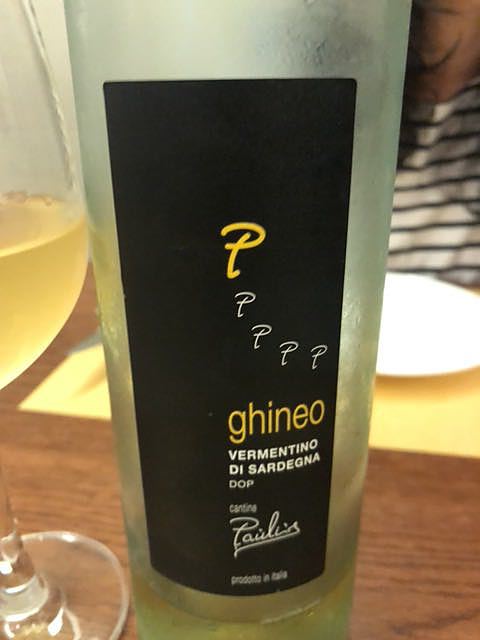 P
P
P
P P
ghineo
VERMENTINO
DI SARDEGNA
DOP
cantina
Paulis
prodotto in italia